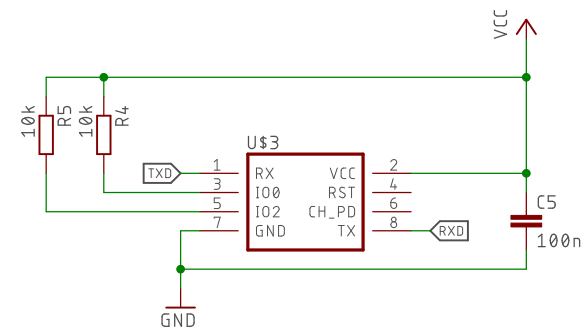 VCC
10k
R5
10k
R4
U$3
TXD
1
RX
VCC
2
3
IO0
RST
4
5
IO2
CH_PD
6
7
GND
TX
8
RXD
C5
100n
GND